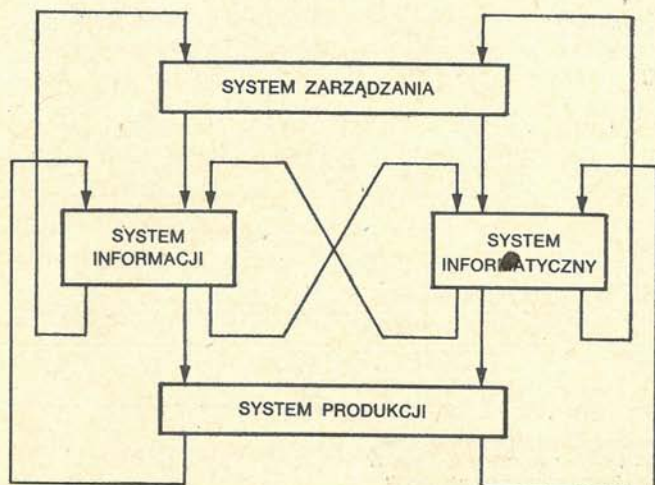 SYSTEM ZARZĄDZANIA
SYSTEM
INFORMACJI
SYSTEM
INFORMATYCZNY
SYSTEM PRODUKCJI